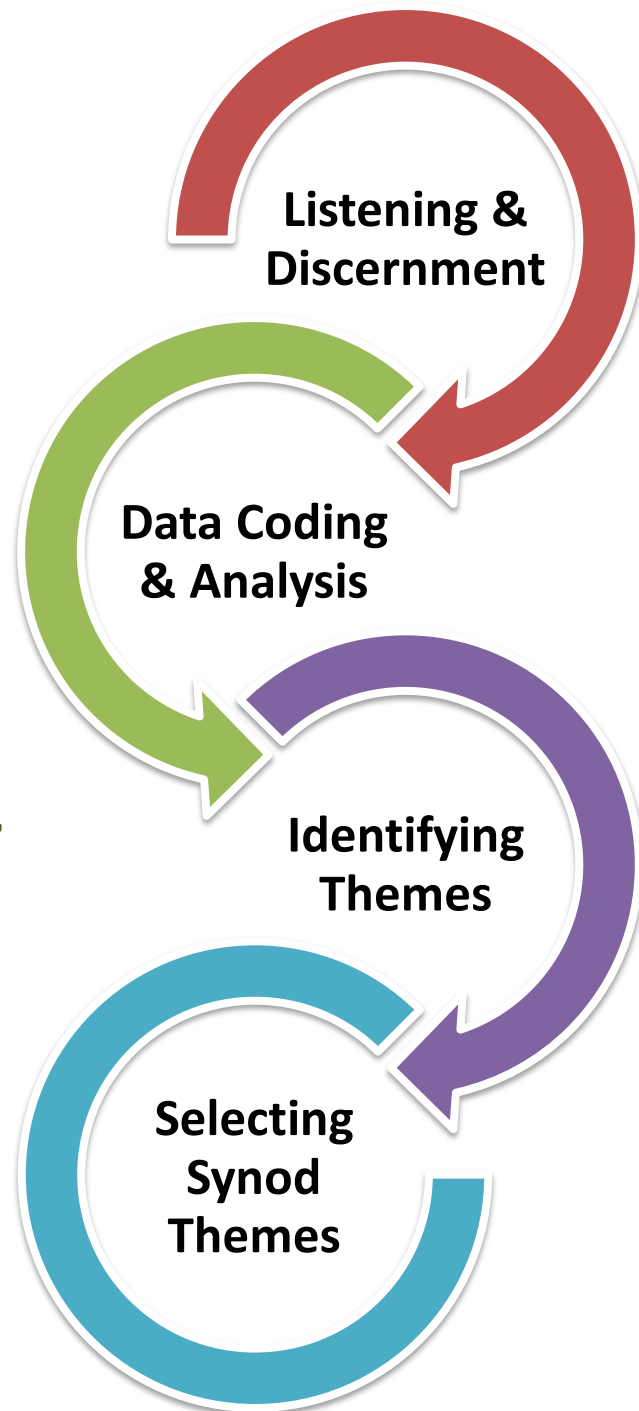 Listening &
Discernment
Data Coding
& Analysis
Identifying
Themes
Selecting
Synod
Themes